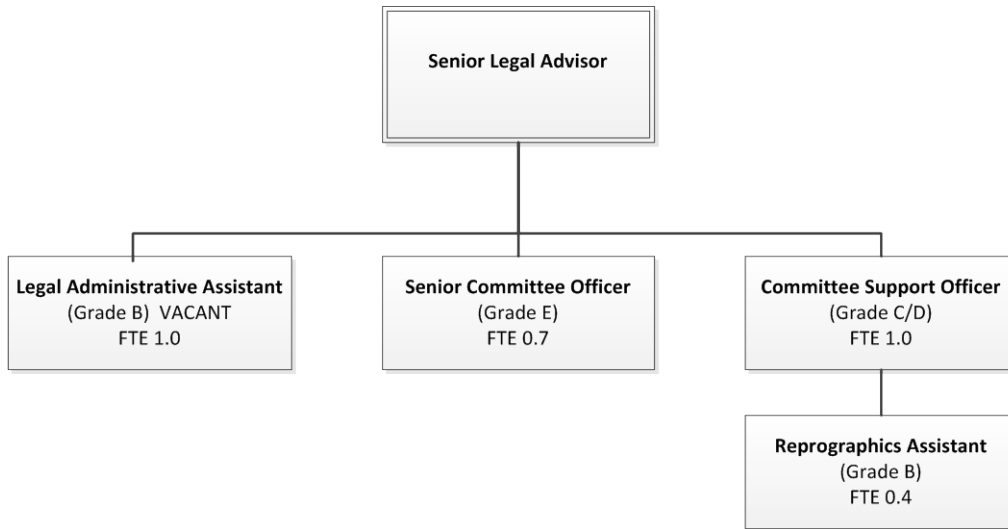 Senior Legal Advisor
Legal Administrative Assistant
(Grade B)  VACANT
FTE 1.0
Senior Committee Officer
(Grade E)
FTE 0.7
Committee Support Officer
(Grade C/D)
FTE 1.0
Reprographics Assistant
(Grade B)
FTE 0.4